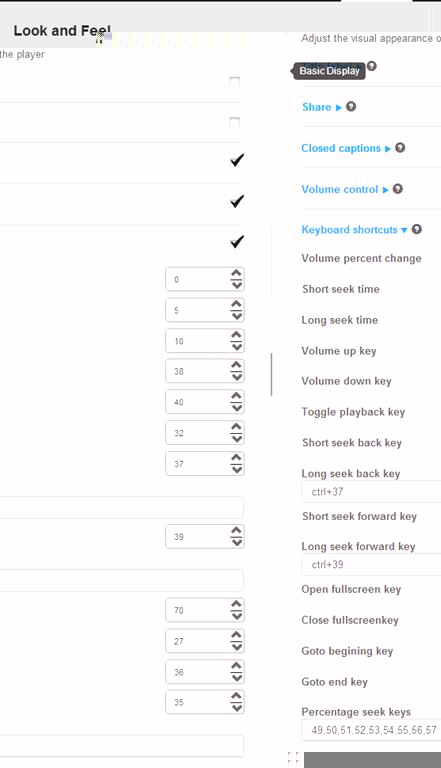 Look and Feel
the player
0
5
10
38
40
32
37
39
70
27
36
35
Adjust the visual appearance o
Basic Display
Share
Closed captions
Volume control
Keyboard shortcuts
Volume percent change
Short seek time
Long seek time
Volume up key
Volume down key
Toggle playback key
Short seek back key
Long seek back key
ctrl+37
Short seek forward key
Long seek forward key
ctrl+39
Open fullscreen key
Close fullscreenkey
Goto begining key
Goto end key
Percentage seek keys
49,50,51,52,53,54,55,56,57